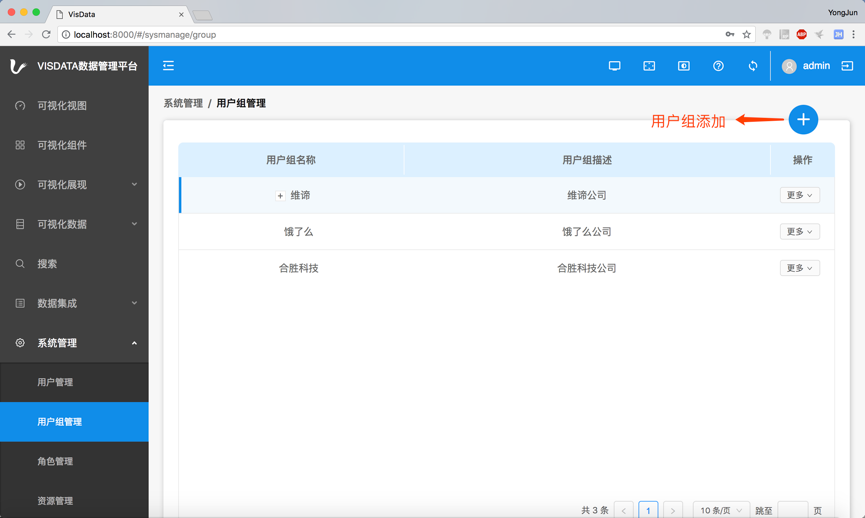 VisData
YongJun
localhost:8000/#/sysmanage/group
ABP
JH
VISDATA数据管理平台
admin
可视化视图
可视化组件
可视化展现
可视化数据
搜索
数据集成
系统管理
用户管理
用户组管理
角色管理
资源管理
系统管理 / 用户组管理
用户组添加
用户组名称 用户组描述 操作
+ 维谛 维谛公司 更多
饿了么 饿了么公司 更多
合胜科技 合胜科技公司 更多
共 3 条 < 1 > 10 条/页 跳至 页